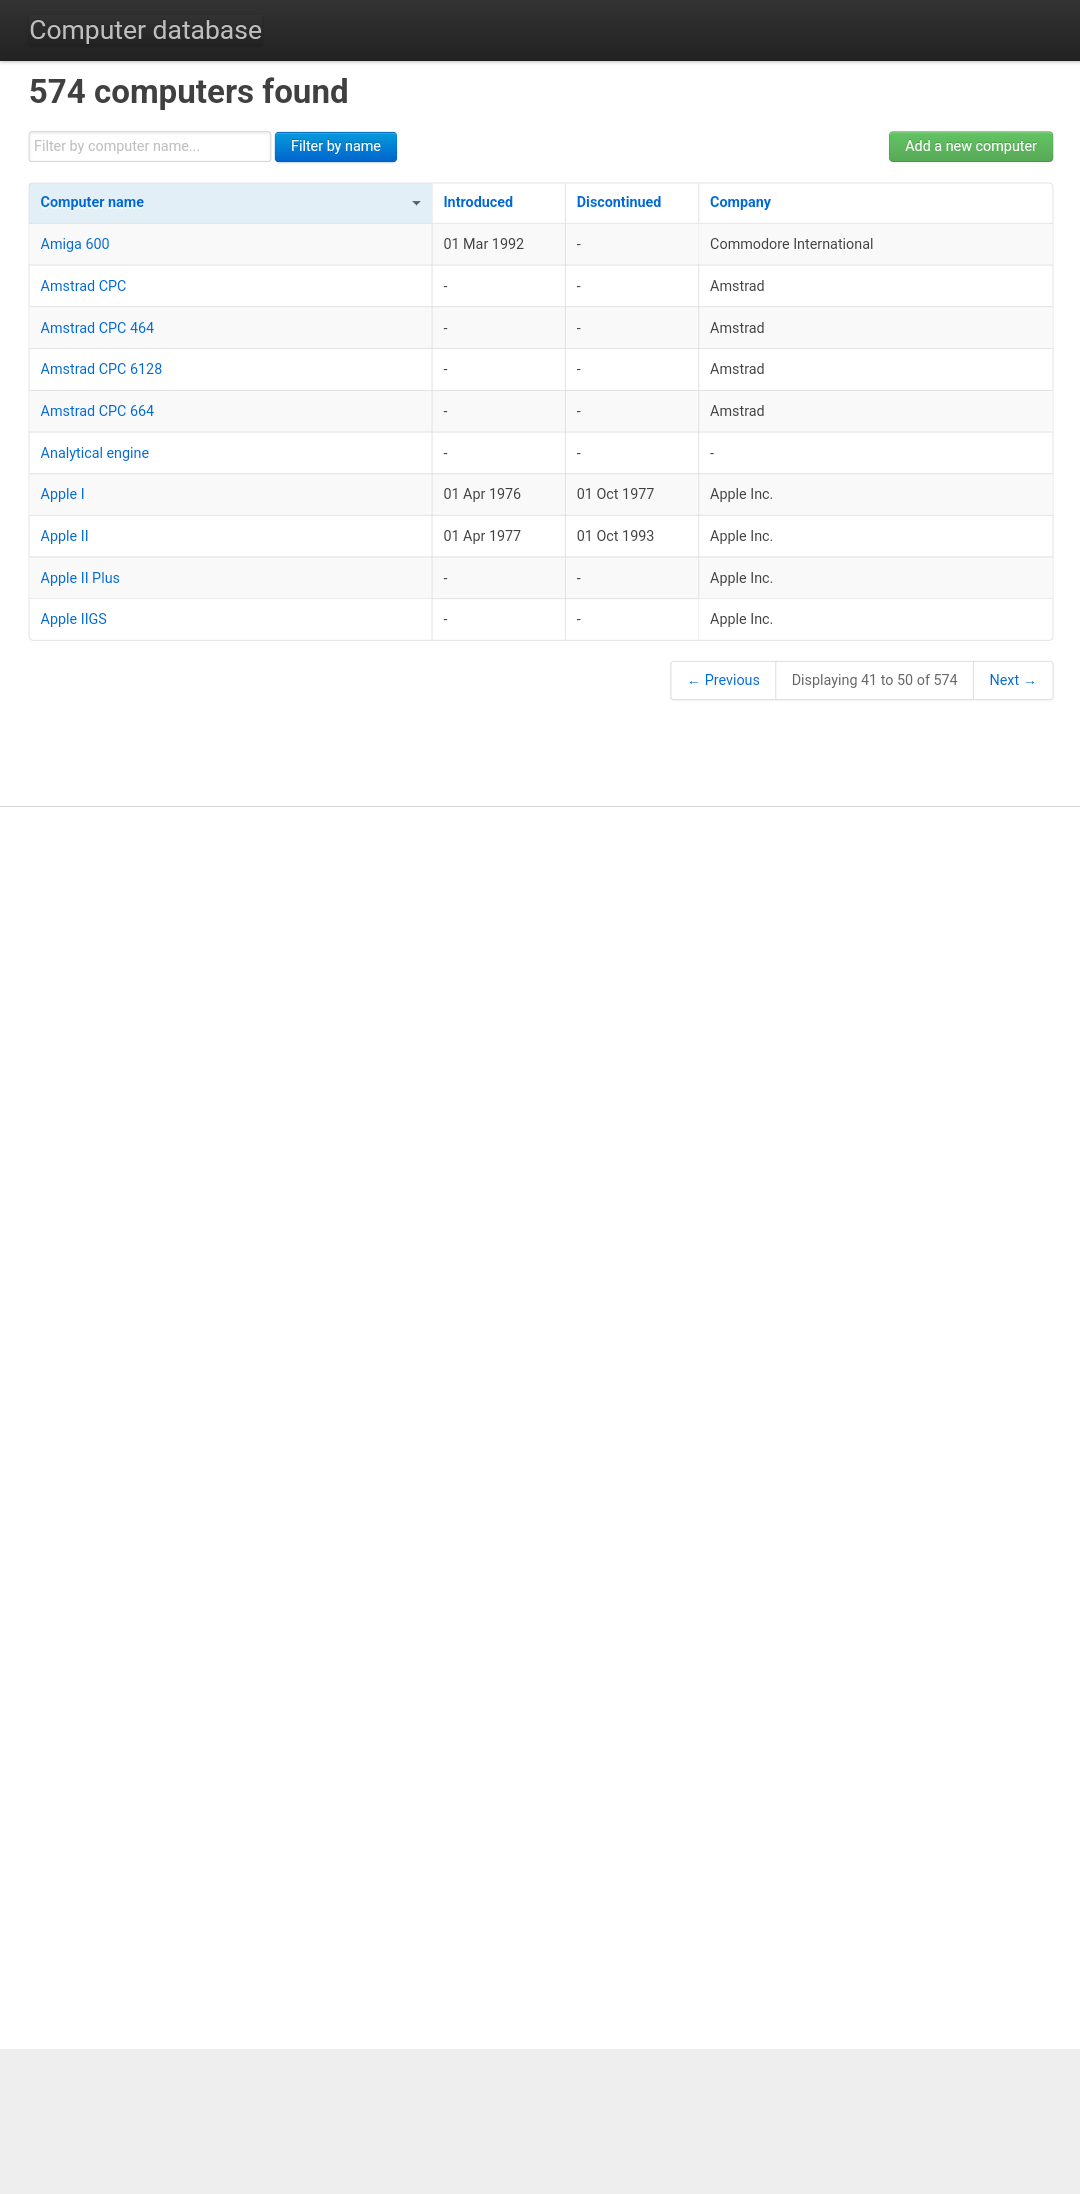 Computer database
574 computers found
Filter by computer name... Filter by name Add a new computer
Computer name Introduced Discontinued Company
Amiga 600 01 Mar 1992 - Commodore International
Amstrad CPC - - Amstrad
Amstrad CPC 464 - - Amstrad
Amstrad CPC 6128 - - Amstrad
Amstrad CPC 664 - - Amstrad
Analytical engine - - -
Apple I 01 Apr 1976 01 Oct 1977 Apple Inc.
Apple II 01 Apr 1977 01 Oct 1993 Apple Inc.
Apple II Plus - - Apple Inc.
Apple IIGS - - Apple Inc.
← Previous Displaying 41 to 50 of 574 Next →